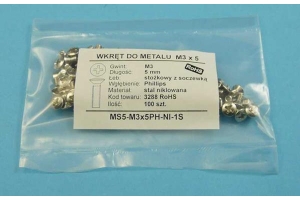 WKRĘT DO METALU M3 x 5
Gwint: M3
Długość: 5 mm
Łeb: stożkowy z soczewką
Wgłębienie: Phillips
Materiał: stal niklowana
Kod towaru: 3288 RoHS
Ilość: 100 szt.
MS5-M3x5PH-NI-1S